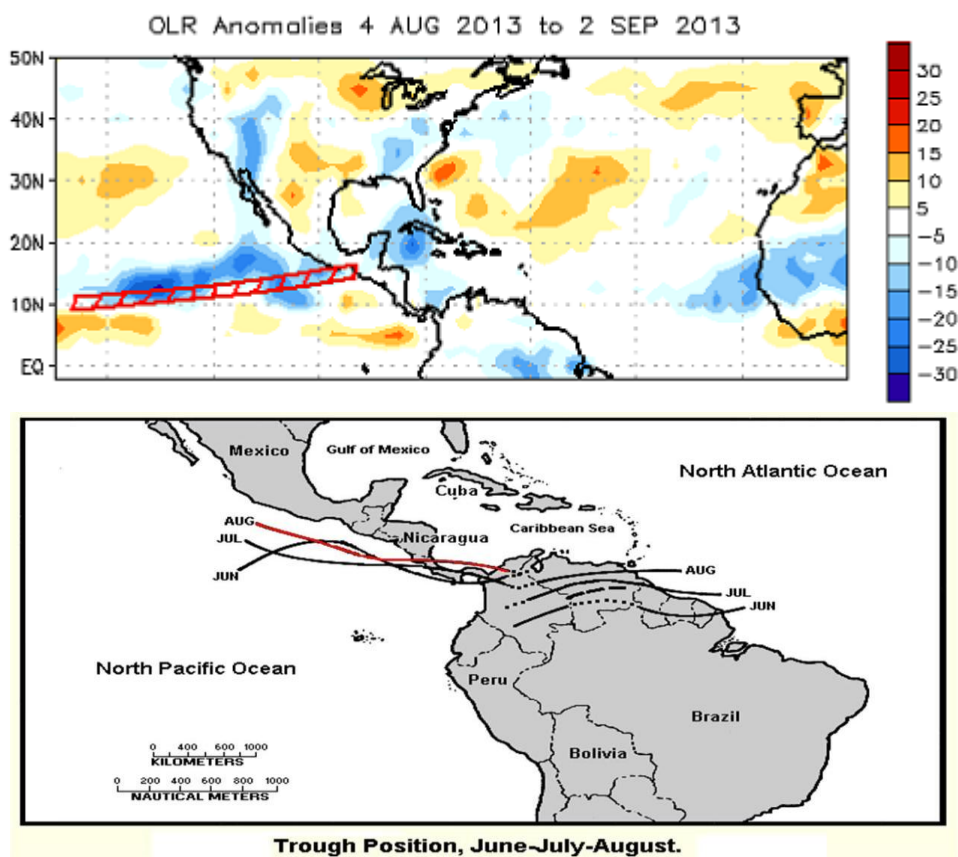 OLR Anomalies 4 AUG 2013 to 2 SEP 2013
50N
40N
30N
20N
10N
EQ
30
25
20
15
10
5
-5
-10
-15
-20
-25
-30
Mexico
Gulf of Mexico
North Atlantic Ocean
Cuba
AUG
Caribbean Sea
JUL
Nicaragua
JUN
AUG
JUL
JUN
North Pacific Ocean
Peru
Brazil
Bolivia
0 400 600 1000
KILOMETERS
0 200 400 600 800 1000
NAUTICAL METERS
Trough Position, June-July-August.